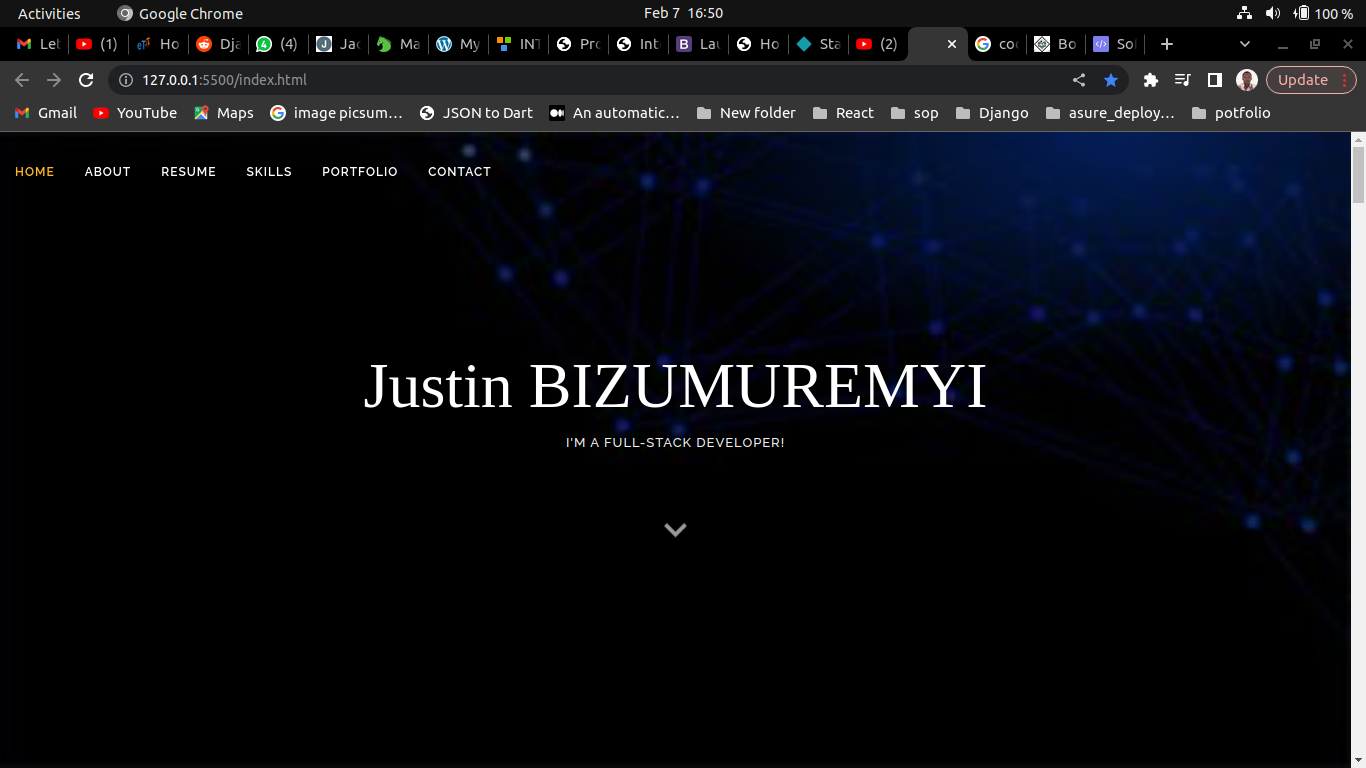 Activities Google Chrome Feb 7 16:50 100 %
Let (1) Ho Dja (4) Jac Ma My INT Pro Int Lau Ho Sta (2) coo Bo Sof
127.0.0.1:5500/index.html Update
Gmail YouTube Maps image picsum… JSON to Dart An automatic… New folder React sop Django asure_deploy… potfolio
HOME ABOUT RESUME SKILLS PORTFOLIO CONTACT
Justin BIZUMUREMYI
I'M A FULL-STACK DEVELOPER!